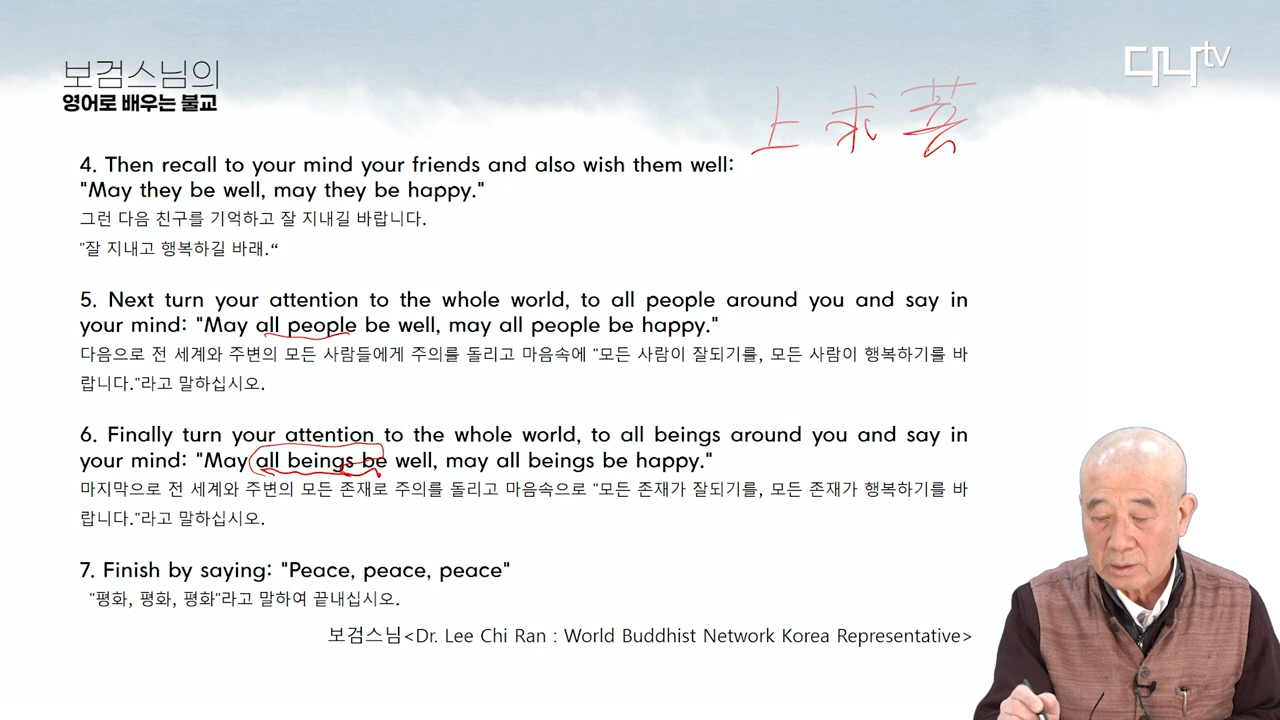 보검스님의
영어로 배우는 불교
디나tv
上求菩
4. Then recall to your mind your friends and also wish them well:
"May they be well, may they be happy."
그런 다음 친구를 기억하고 잘 지내길 바랍니다.
"잘 지내고 행복하길 바래.“
5. Next turn your attention to the whole world, to all people around you and say in
your mind: "May all people be well, may all people be happy."
다음으로 전 세계와 주변의 모든 사람들에게 주의를 돌리고 마음속에 "모든 사람이 잘되기를, 모든 사람이 행복하기를 바
랍니다."라고 말하십시오.
6. Finally turn your attention to the whole world, to all beings around you and say in
your mind: "May all beings be well, may all beings be happy."
마지막으로 전 세계와 주변의 모든 존재로 주의를 돌리고 마음속으로 "모든 존재가 잘되기를, 모든 존재가 행복하기를 바
랍니다."라고 말하십시오.
7. Finish by saying: "Peace, peace, peace"
"평화, 평화, 평화"라고 말하여 끝내십시오.
보검스님<Dr. Lee Chi Ran : World Buddhist Network Korea Representative>